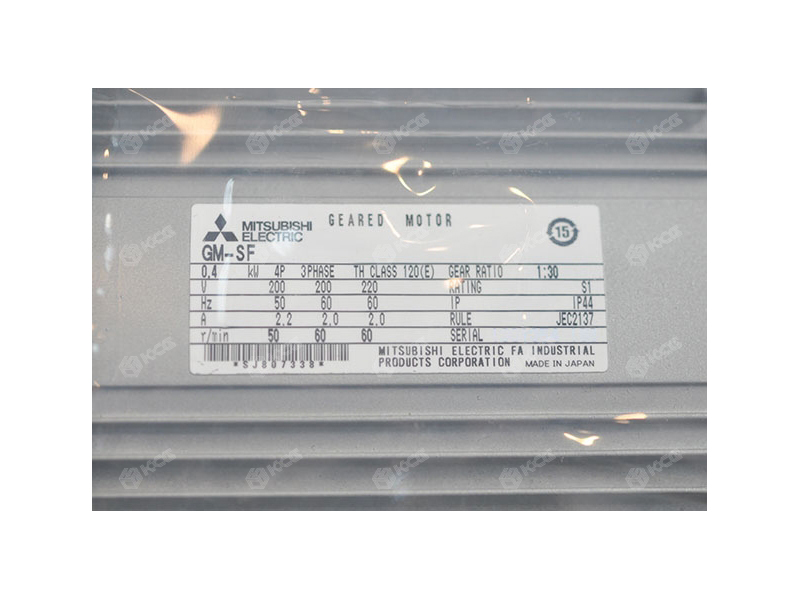 MITSUBISHI
ELECTRIC
GEARED MOTOR
15
GM-SF
0.4 kW 4P 3PHASE TH CLASS 120(E) GEAR RATIO 1:30
V 200 200 220 RATING S1
Hz 50 60 60 IP IP44
A 2.2 2.0 2.0 RULE JEC2137
r/min 50 60 60 SERIAL
*SJ807338*
MITSUBISHI ELECTRIC FA INDUSTRIAL
PRODUCTS CORPORATION MADE IN JAPAN